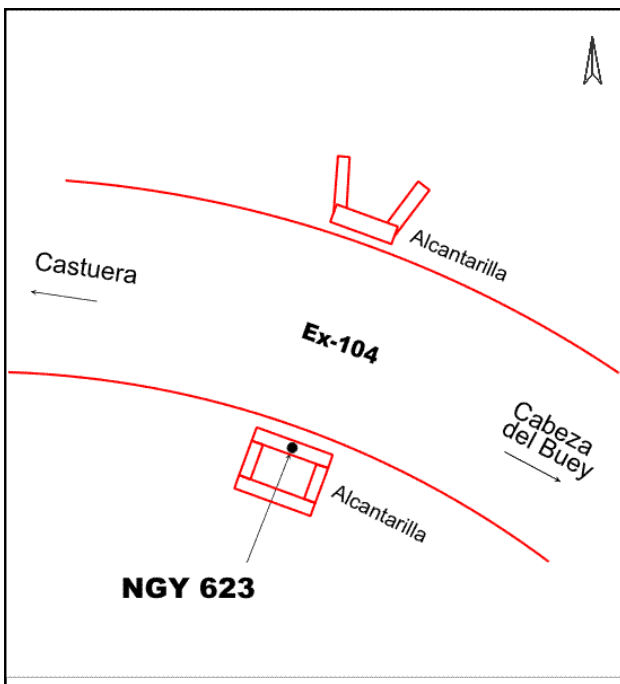 Alcantarilla
Castuera
Ex-104
Cabeza
del Buey
Alcantarilla
NGY 623